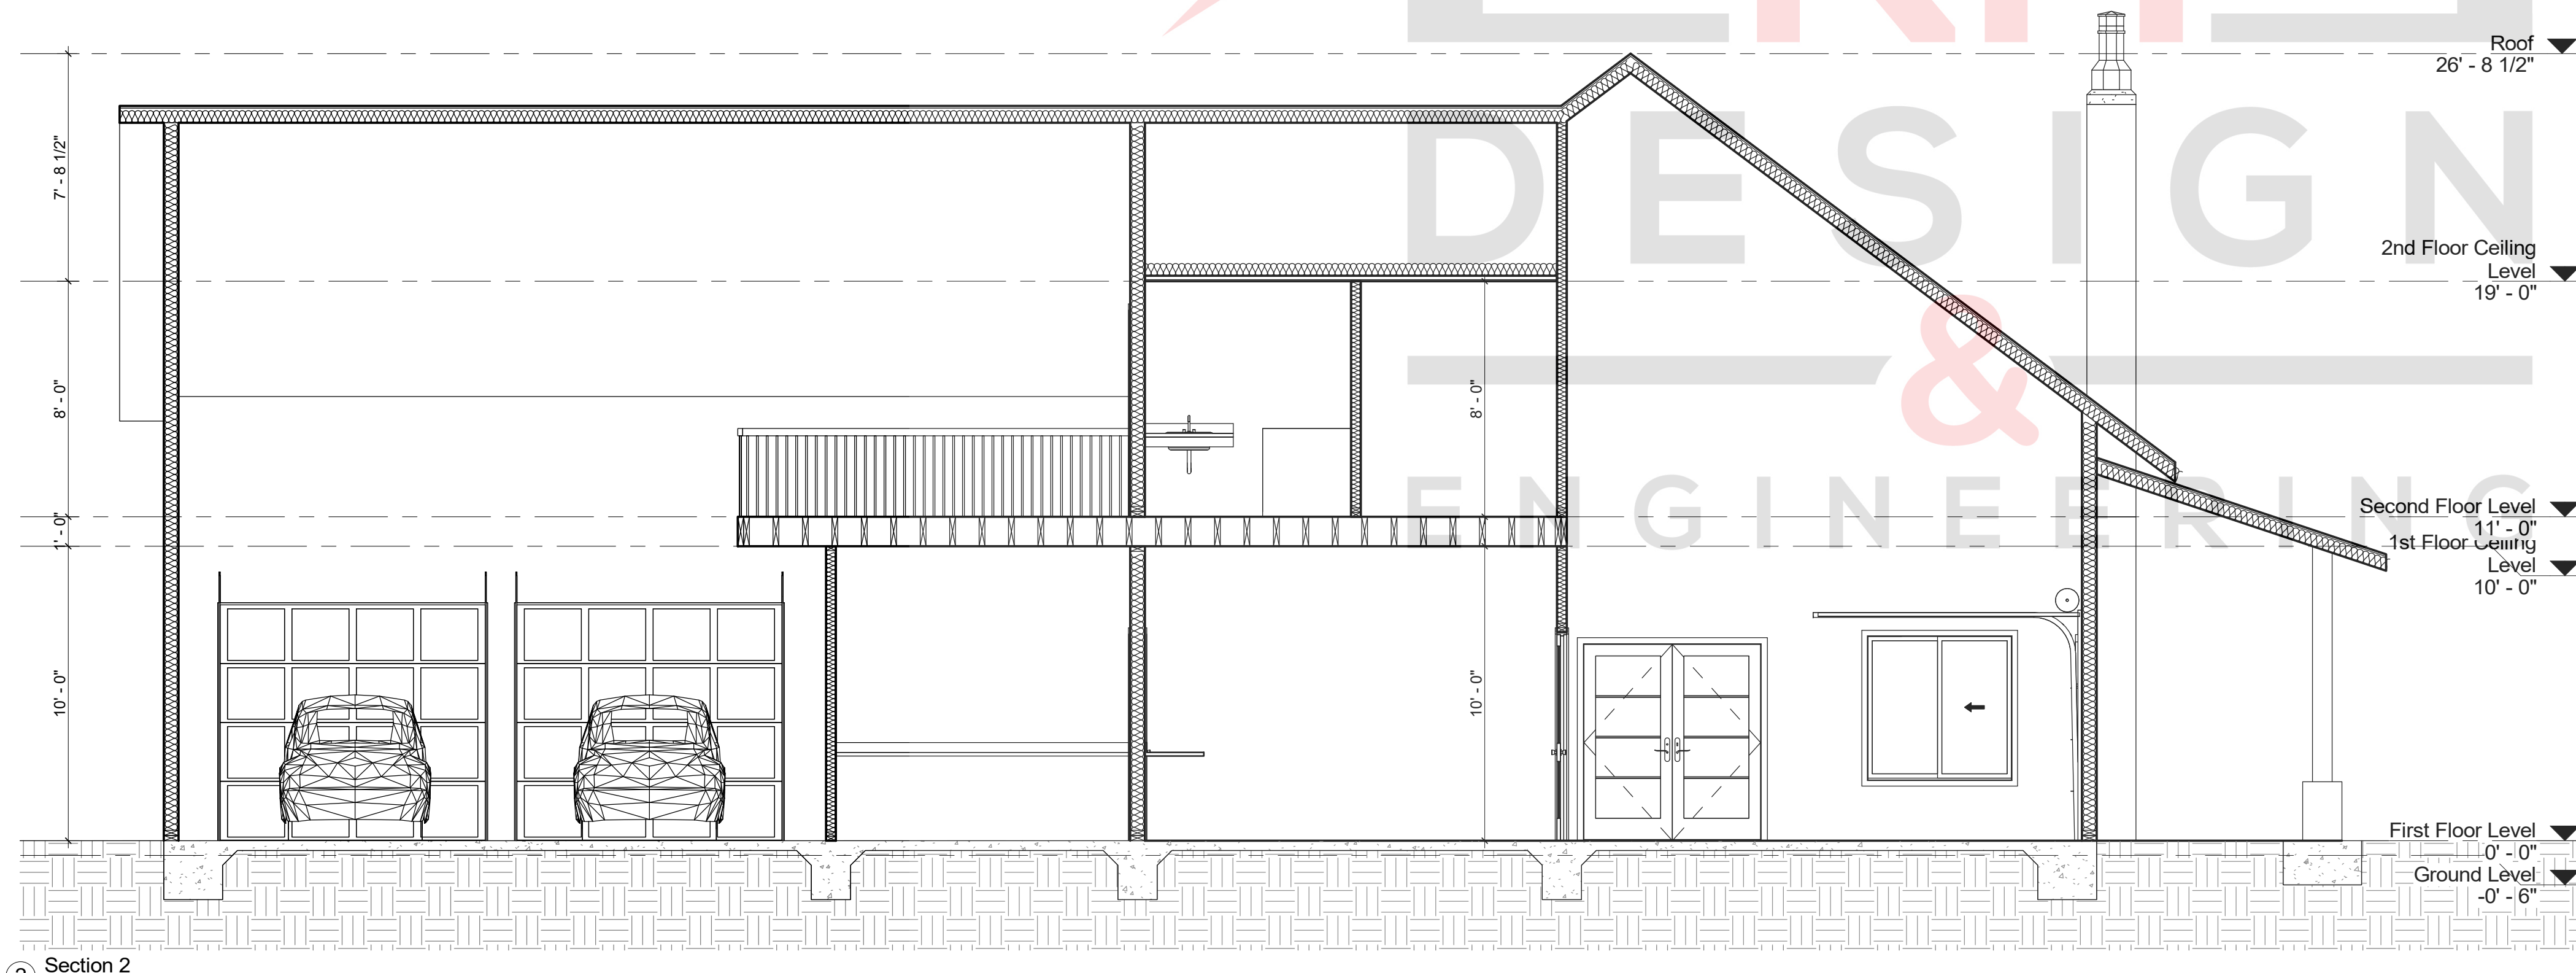 Roof
26' - 8 1/2"
7' - 8 1/2"
DESIGN
2nd Floor Ceiling
Level
19' - 0"
&
8' - 0"
8' - 0"
ENGINEERING
Second Floor Level
11' - 0"
1' - 0"
1st Floor Ceiling
Level
10' - 0"
10' - 0"
10' - 0"
First Floor Level
0' - 0"
Ground Level
-0' - 6"
Section 2